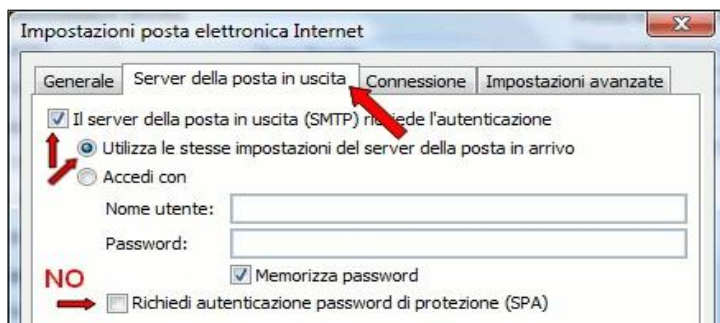 Impostazioni posta elettronica Internet
Generale Server della posta in uscita Connessione Impostazioni avanzate
Il server della posta in uscita (SMTP) richiede l'autenticazione
Utilizza le stesse impostazioni del server della posta in arrivo
Accedi con
Nome utente:
Password:
Memorizza password
NO
Richiedi autenticazione password di protezione (SPA)